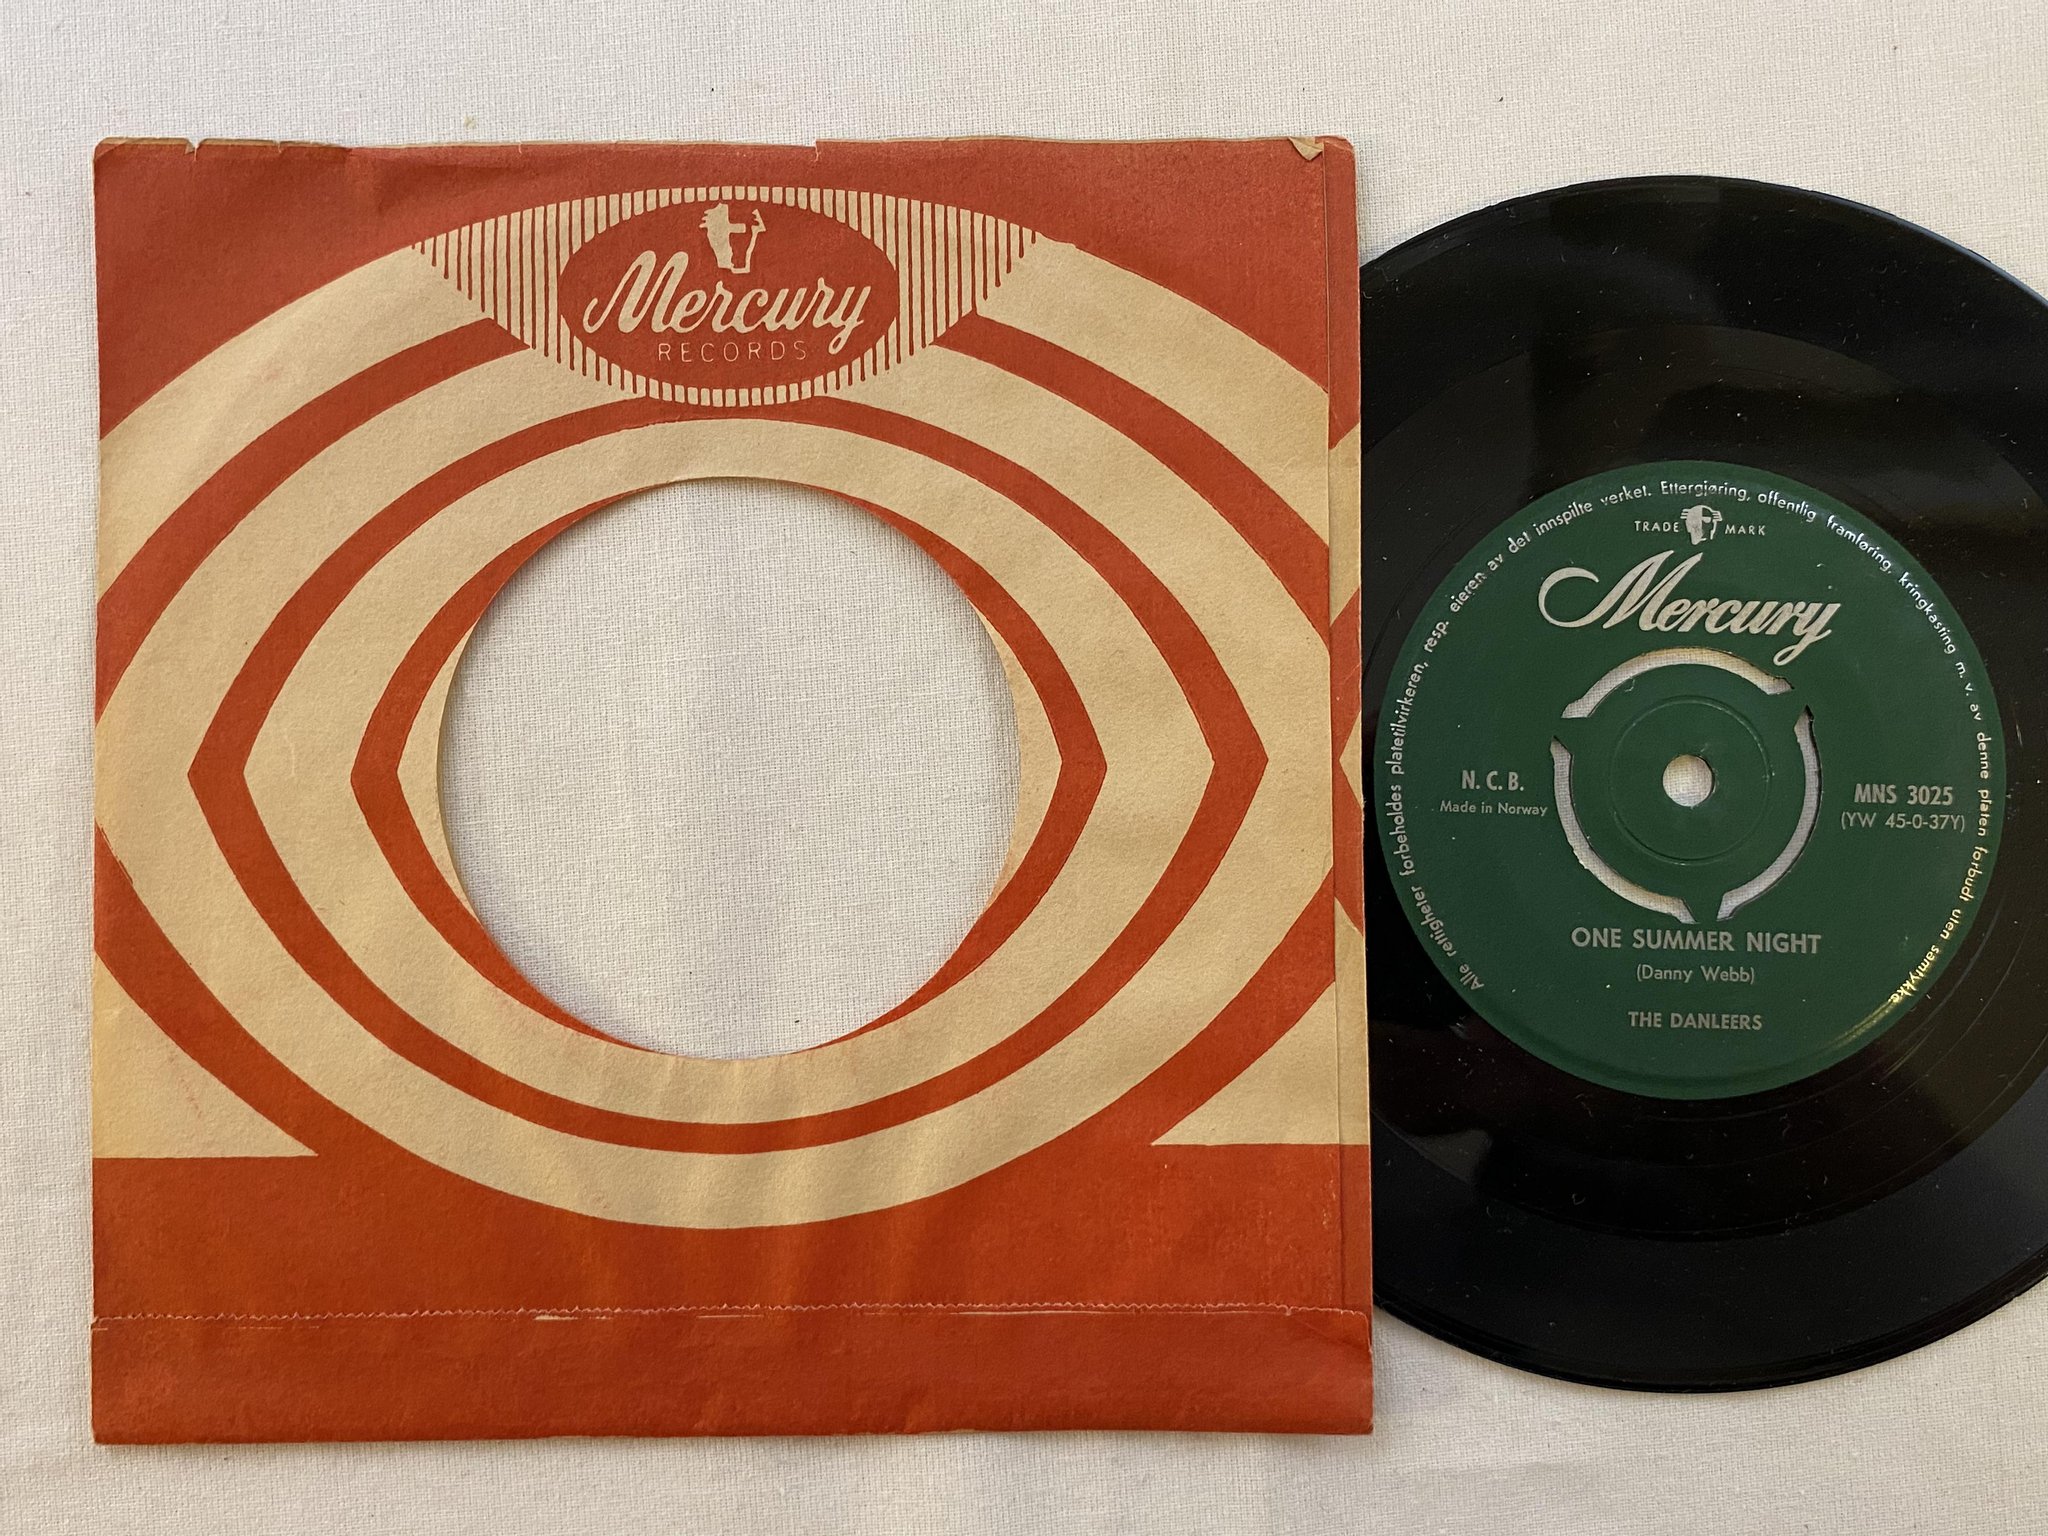 Mercury
RECORDS
Alle rettigheter forbeholdes platetilvirkeren, resp. eieren av det innspilte verket. Ettergjøring, offentlig framføring, kringkasting m. v. av denne platen forbudt uten samtykke
TRADE MARK
Mercury
N. C. B.
Made in Norway
MNS 3025
(YW 45-0-37Y)
ONE SUMMER NIGHT
(Danny Webb)
THE DANLEERS